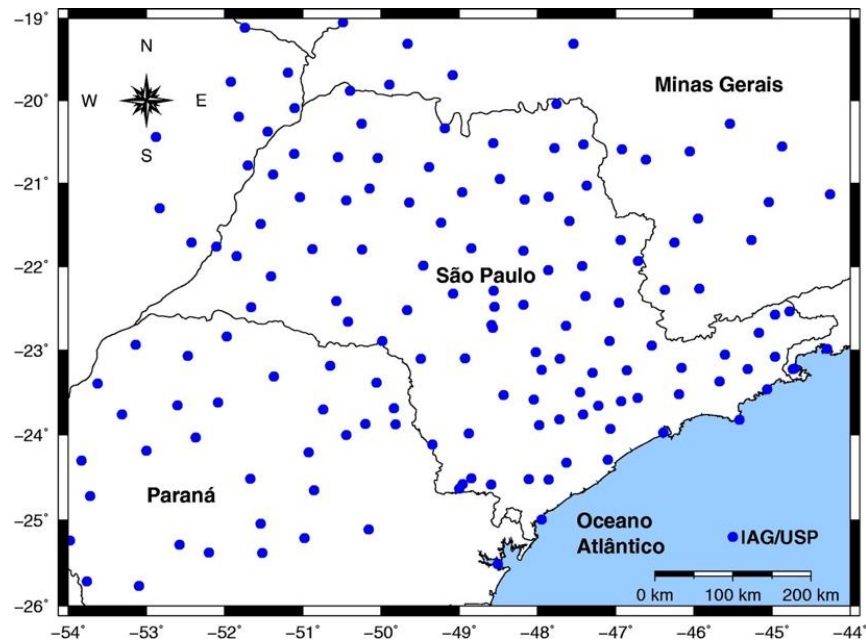 −19
N
W E
S
Minas Gerais
−20
−21
−22
São Paulo
−23
−24
Paraná
−25
Oceano
Atlântico
IAG/USP
0 km 100 km 200 km
−26
−54 −53 −52 −51 −50 −49 −48 −47 −46 −45 −44